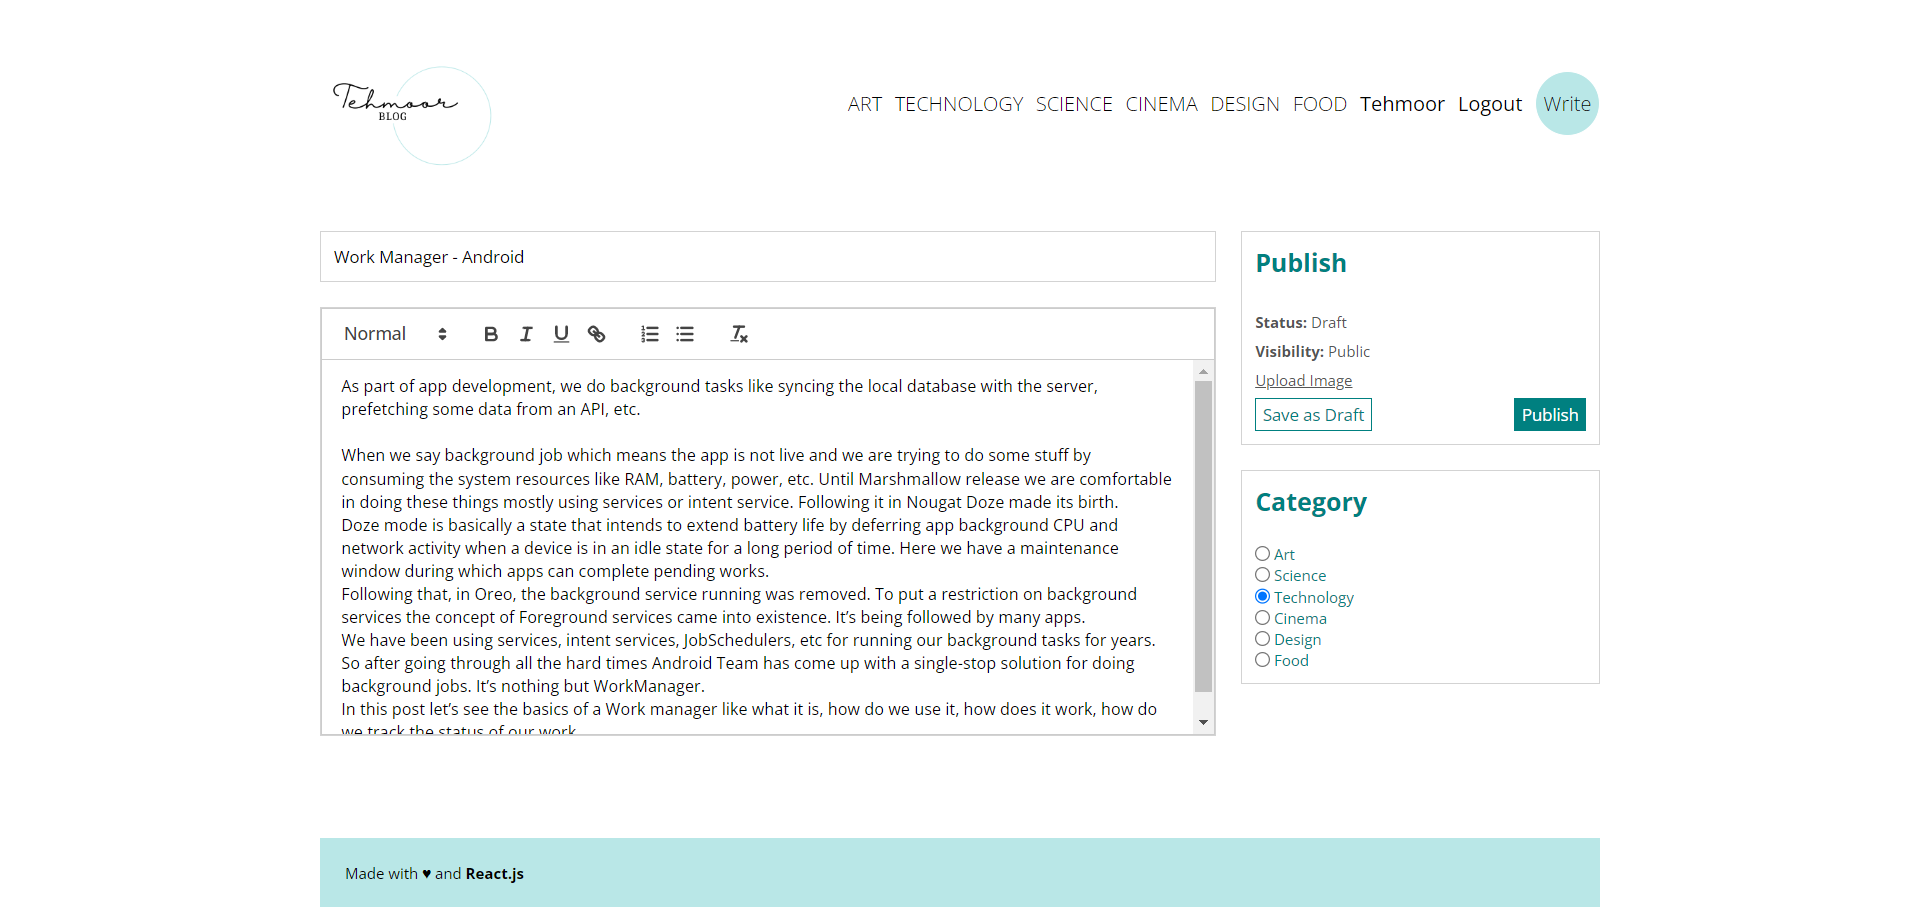 Tehmoor
BLOG
ART TECHNOLOGY SCIENCE CINEMA DESIGN FOOD Tehmoor Logout Write
Work Manager - Android
Normal
As part of app development, we do background tasks like syncing the local database with the server,
prefetching some data from an API, etc.
When we say background job which means the app is not live and we are trying to do some stuff by
consuming the system resources like RAM, battery, power, etc. Until Marshmallow release we are comfortable
in doing these things mostly using services or intent service. Following it in Nougat Doze made its birth.
Doze mode is basically a state that intends to extend battery life by deferring app background CPU and
network activity when a device is in an idle state for a long period of time. Here we have a maintenance
window during which apps can complete pending works.
Following that, in Oreo, the background service running was removed. To put a restriction on background
services the concept of Foreground services came into existence. It’s being followed by many apps.
We have been using services, intent services, JobSchedulers, etc for running our background tasks for years.
So after going through all the hard times Android Team has come up with a single-stop solution for doing
background jobs. It’s nothing but WorkManager.
In this post let’s see the basics of a Work manager like what it is, how do we use it, how does it work, how do
we track the status of our work
Publish
Status: Draft
Visibility: Public
Upload Image
Save as Draft Publish
Category
Art
Science
Technology
Cinema
Design
Food
Made with ♥ and React.js